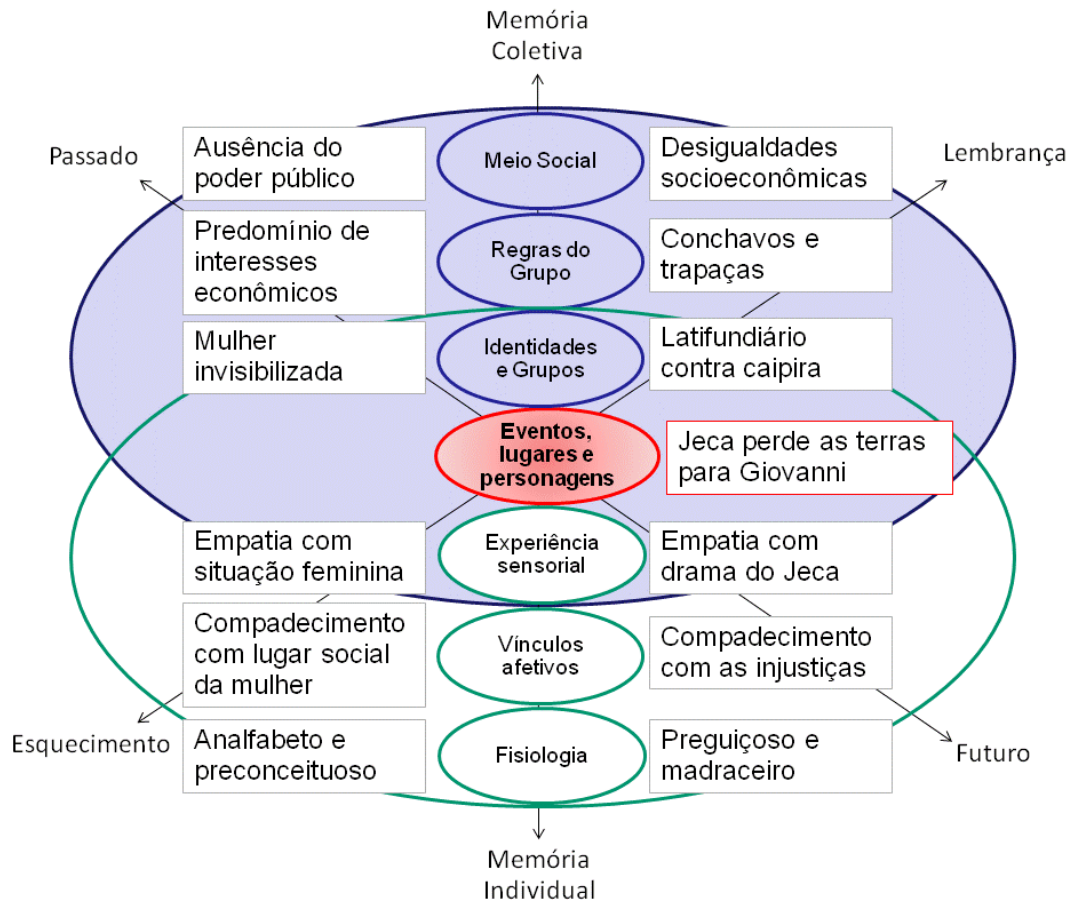 Memória
Coletiva
Passado
Lembrança
Ausência do
poder público
Meio Social
Desigualdades
socioeconômicas
Predomínio de
interesses
econômicos
Regras do
Grupo
Conchavos e
trapaças
Mulher
invisibilizada
Identidades
e Grupos
Latifundiário
contra caipira
Eventos,
lugares e
personagens
Jeca perde as terras
para Giovanni
Empatia com
situação feminina
Experiência
sensorial
Empatia com
drama do Jeca
Compadecimento
com lugar social
da mulher
Vínculos
afetivos
Compadecimento
com as injustiças
Esquecimento
Futuro
Analfabeto e
preconceituoso
Fisiologia
Preguiçoso e
madraceiro
Memória
Individual